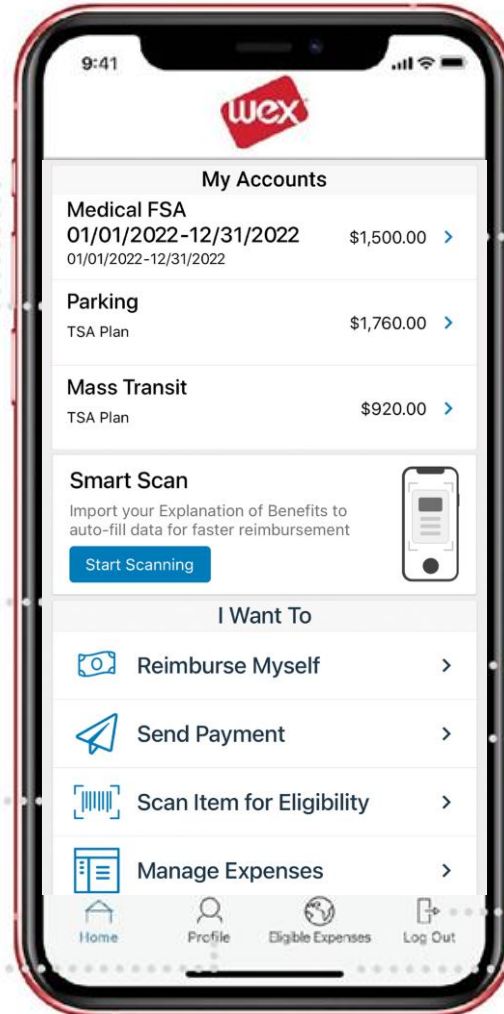 9:41
wex
My Accounts
Medical FSA
01/01/2022-12/31/2022
$1,500.00
01/01/2022-12/31/2022
Parking
$1,760.00
TSA Plan
Mass Transit
$920.00
TSA Plan
Smart Scan
Import your Explanation of Benefits to
auto-fill data for faster reimbursement
Start Scanning
I Want To
Reimburse Myself
Send Payment
Scan Item for Eligibility
Manage Expenses
Home Profile Eligible Expenses Log Out